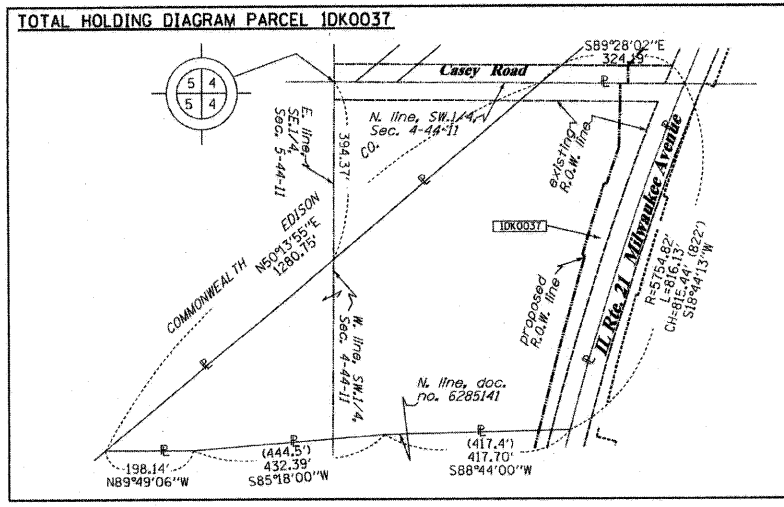 TOTAL HOLDING DIAGRAM PARCEL 1DK0037
S89°28'02"E
324.19'
Casey Road
5 4
5 4
E. line,
SE.1/4,
Sec. 5-44-11
394.37'
N. line, SW.1/4,
Sec. 4-44-11
existing
R.O.W. line
COMMONWEALTH EDISON CO.
N50°13'55"E
1280.75'
1DK0037
IL Rte. 21 Milwaukee Avenue
R=5754.82'
L=816.13'
CH=815.44' (822')
S18°44'13"W
proposed
R.O.W. line
W. line, SW.1/4,
Sec. 4-44-11
N. line, doc.
no. 6285141
198.14'
N89°49'06"W
(444.5')
432.39'
S85°18'00"W
(417.4')
417.70'
S88°44'00"W